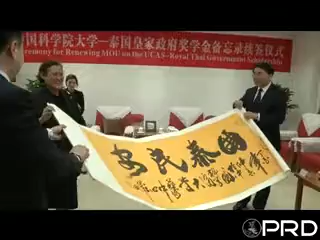 国科学院大学—泰国皇家政府奖学金备忘录续签仪式
Ceremony for Renewing MOU on the UCAS-Royal Thai Government Scholarship
国泰民安
PRD